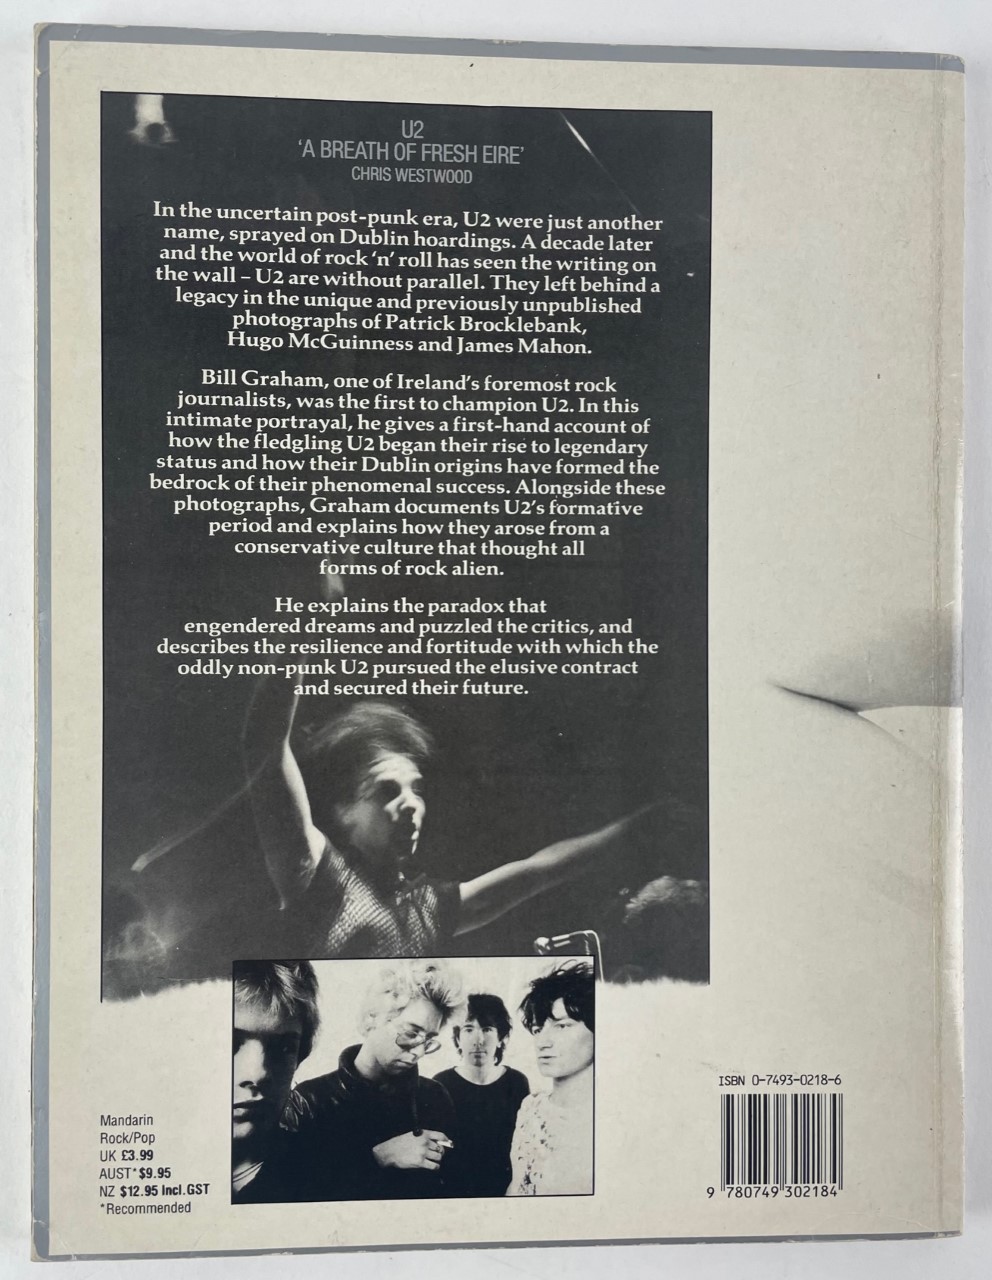 U2
‘A BREATH OF FRESH EIRE’
CHRIS WESTWOOD
In the uncertain post-punk era, U2 were just another
name, sprayed on Dublin hoardings. A decade later
and the world of rock ‘n’ roll has seen the writing on
the wall – U2 are without parallel. They left behind a
legacy in the unique and previously unpublished
photographs of Patrick Brocklebank,
Hugo McGuinness and James Mahon.
Bill Graham, one of Ireland’s foremost rock
journalists, was the first to champion U2. In this
intimate portrayal, he gives a first-hand account of
how the fledgling U2 began their rise to legendary
status and how their Dublin origins have formed the
bedrock of their phenomenal success. Alongside these
photographs, Graham documents U2’s formative
period and explains how they arose from a
conservative culture that thought all
forms of rock alien.
He explains the paradox that
engendered dreams and puzzled the critics, and
describes the resilience and fortitude with which the
oddly non-punk U2 pursued the elusive contract
and secured their future.
Mandarin
Rock/Pop
UK £3.99
AUST* $9.95
NZ $12.95 Incl.GST
*Recommended
ISBN 0-7493-0218-6
9 780749 302184